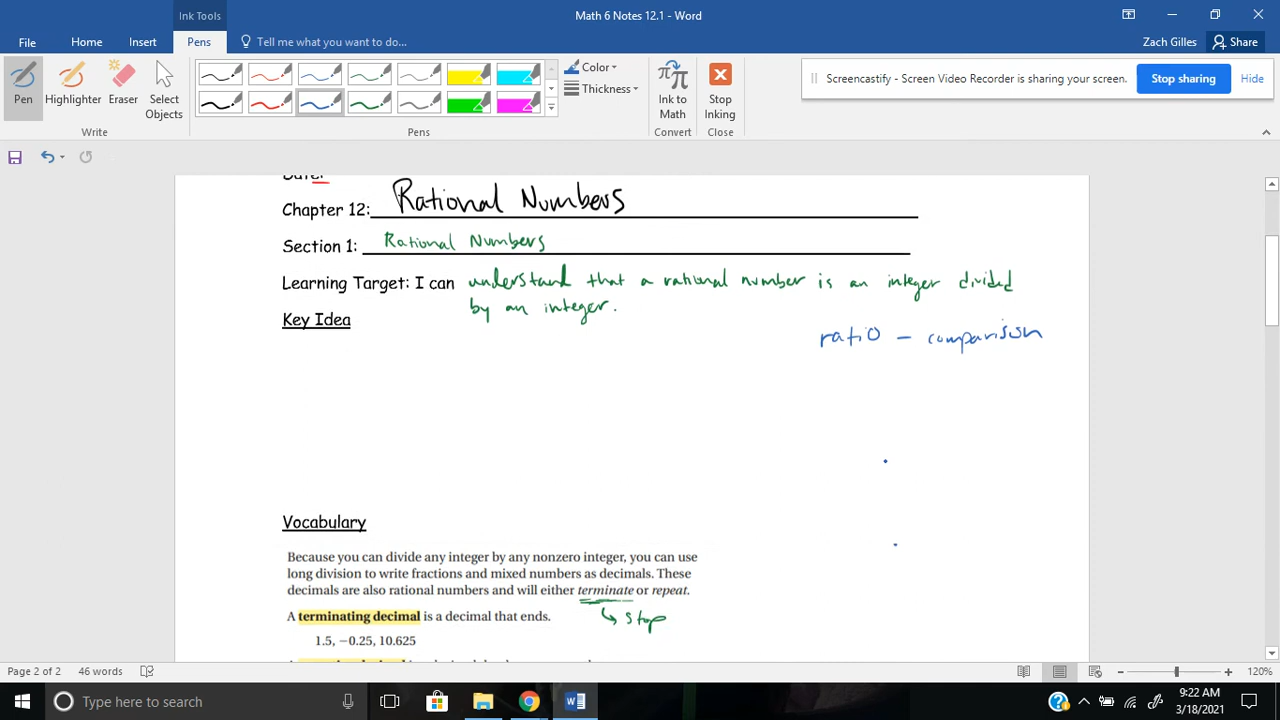 Ink Tools
Math 6 Notes 12.1 - Word
File Home Insert Pens Tell me what you want to do... Zach Gilles Share
Pen Highlighter Eraser Select Objects
Color
Thickness
Ink to Math
Stop Inking
Screencastify - Screen Video Recorder is sharing your screen. Stop sharing Hide
Write Pens Convert Close
Date:
Chapter 12: Rational Numbers
Section 1: Rational Numbers
Learning Target: I can understand that a rational number is an integer divided
by an integer.
Key Idea
ratio – comparison
Vocabulary
Because you can divide any integer by any nonzero integer, you can use
long division to write fractions and mixed numbers as decimals. These
decimals are also rational numbers and will either terminate or repeat.
A terminating decimal is a decimal that ends.
↳ stop
1.5, −0.25, 10.625
Page 2 of 2 46 words 120%
Type here to search
9:22 AM
3/18/2021